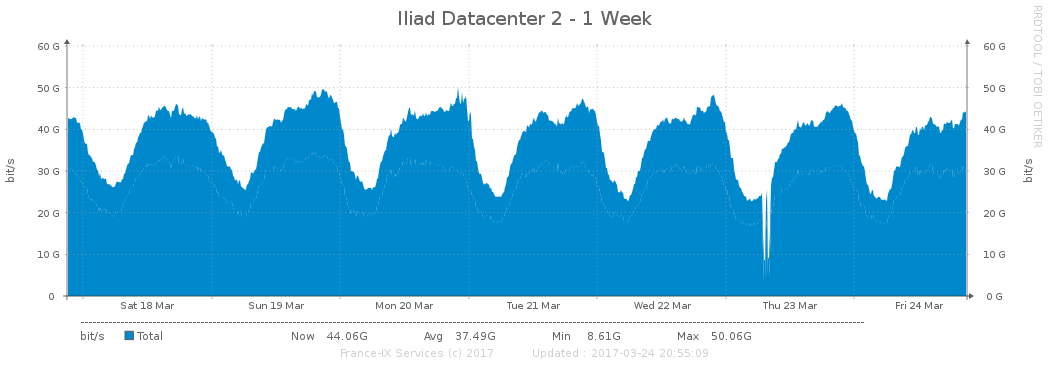 Iliad Datacenter 2 - 1 Week
RRDTOOL / TOBI OETIKER
60 G 60 G
50 G 50 G
40 G 40 G
30 G 30 G
20 G 20 G
10 G 10 G
0 0 G
bit/s
bit/s
Sat 18 Mar Sun 19 Mar Mon 20 Mar Tue 21 Mar Wed 22 Mar Thu 23 Mar Fri 24 Mar
bit/s Total Now 44.06G Avg 37.49G Min 8.61G Max 50.06G
France-IX Services (c) 2017 Updated : 2017-03-24 20:55:09